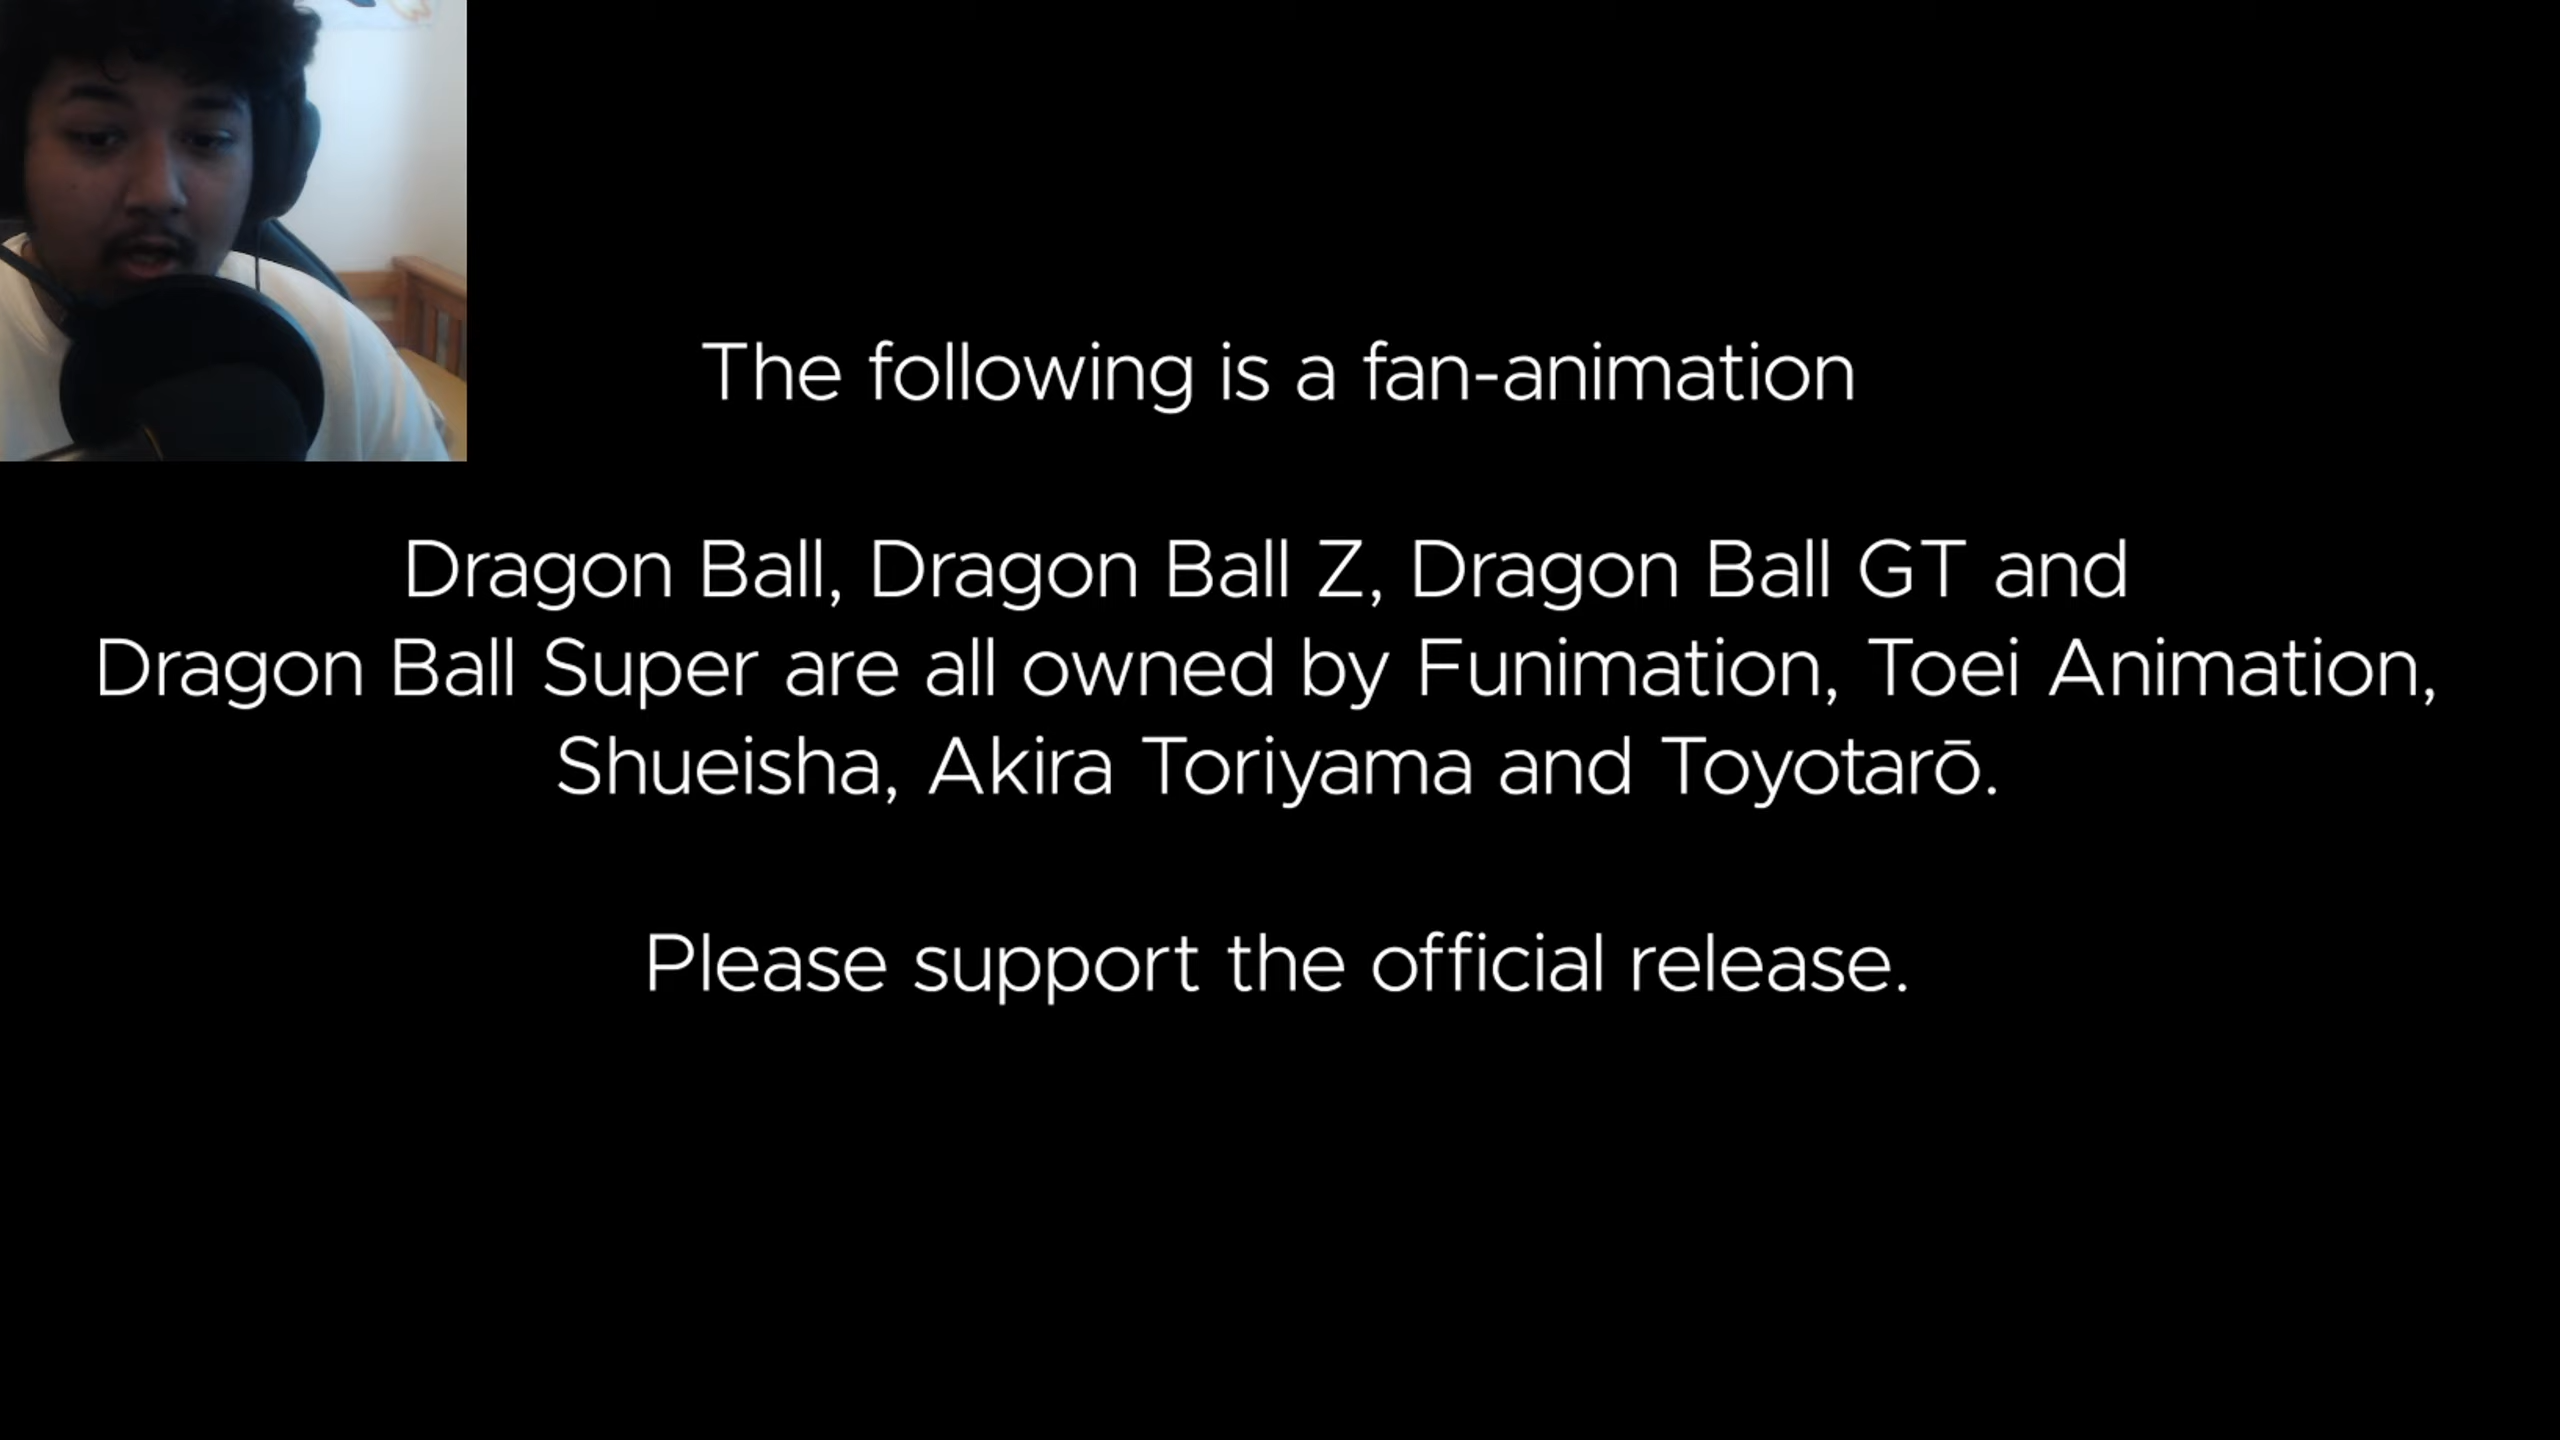 The following is a fan-animation
Dragon Ball, Dragon Ball Z, Dragon Ball GT and
Dragon Ball Super are all owned by Funimation, Toei Animation,
Shueisha, Akira Toriyama and Toyotarō.
Please support the official release.